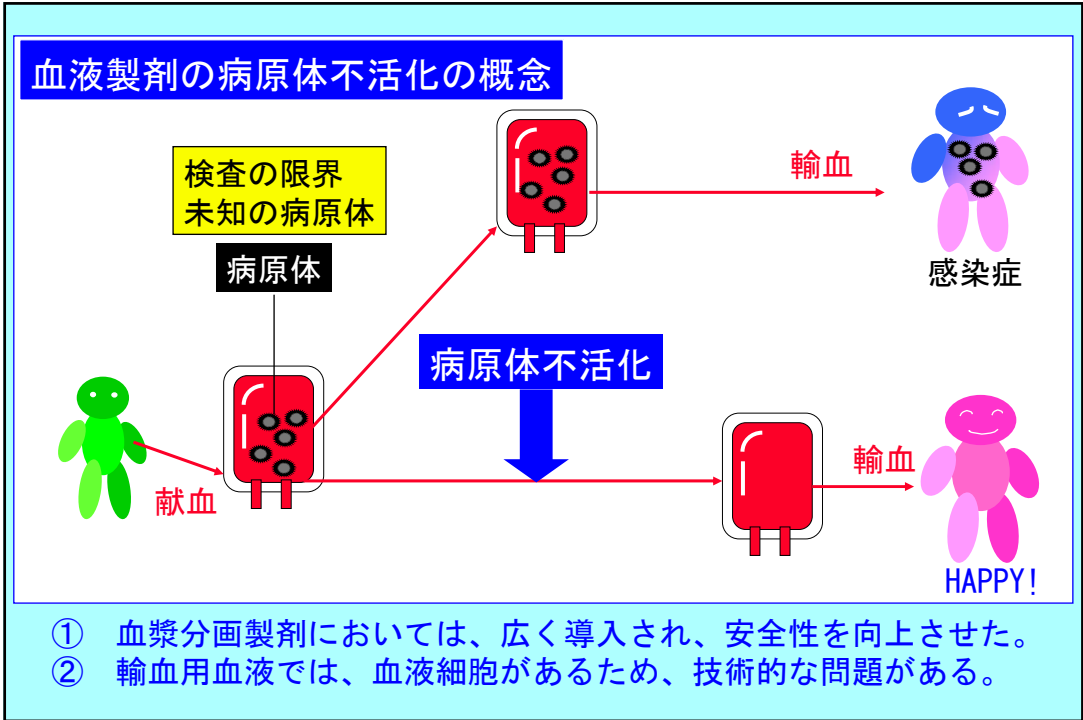 血液製剤の病原体不活化の概念
検査の限界
未知の病原体
病原体
輸血
感染症
病原体不活化
献血
輸血
HAPPY!
① 血漿分画製剤においては、広く導入され、安全性を向上させた。
② 輸血用血液では、血液細胞があるため、技術的な問題がある。